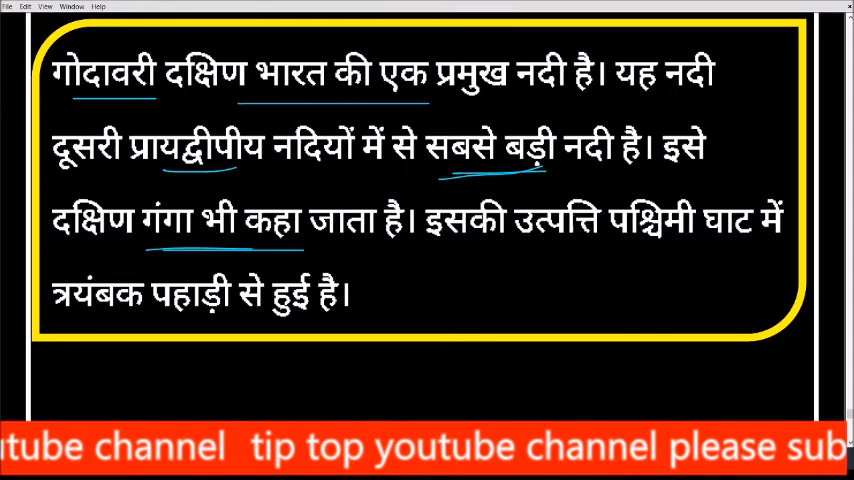 File Edit View Window Help
गोदावरी दक्षिण भारत की एक प्रमुख नदी है। यह नदी
दूसरी प्रायद्वीपीय नदियों में से सबसे बड़ी नदी है। इसे
दक्षिण गंगा भी कहा जाता है। इसकी उत्पत्ति पश्चिमी घाट में
त्रयंबक पहाड़ी से हुई है।
utube channel tip top youtube channel please sub